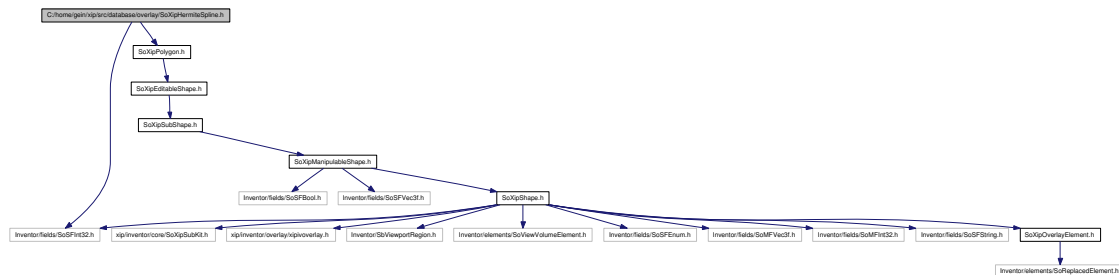 C:/home/gein/xip/src/database/overlay/SoXipHermiteSpline.h
SoXipPolygon.h
SoXipEditableShape.h
SoXipSubShape.h
SoXipManipulableShape.h
Inventor/fields/SoSFBool.h
Inventor/fields/SoSFVec3f.h
SoXipShape.h
Inventor/fields/SoSFInt32.h
xip/inventor/core/SoXipSubKit.h
xip/inventor/overlay/xipivoverlay.h
Inventor/SbViewportRegion.h
Inventor/elements/SoViewVolumeElement.h
Inventor/fields/SoSFEnum.h
Inventor/fields/SoMFVec3f.h
Inventor/fields/SoMFInt32.h
Inventor/fields/SoSFString.h
SoXipOverlayElement.h
Inventor/elements/SoReplacedElement.h